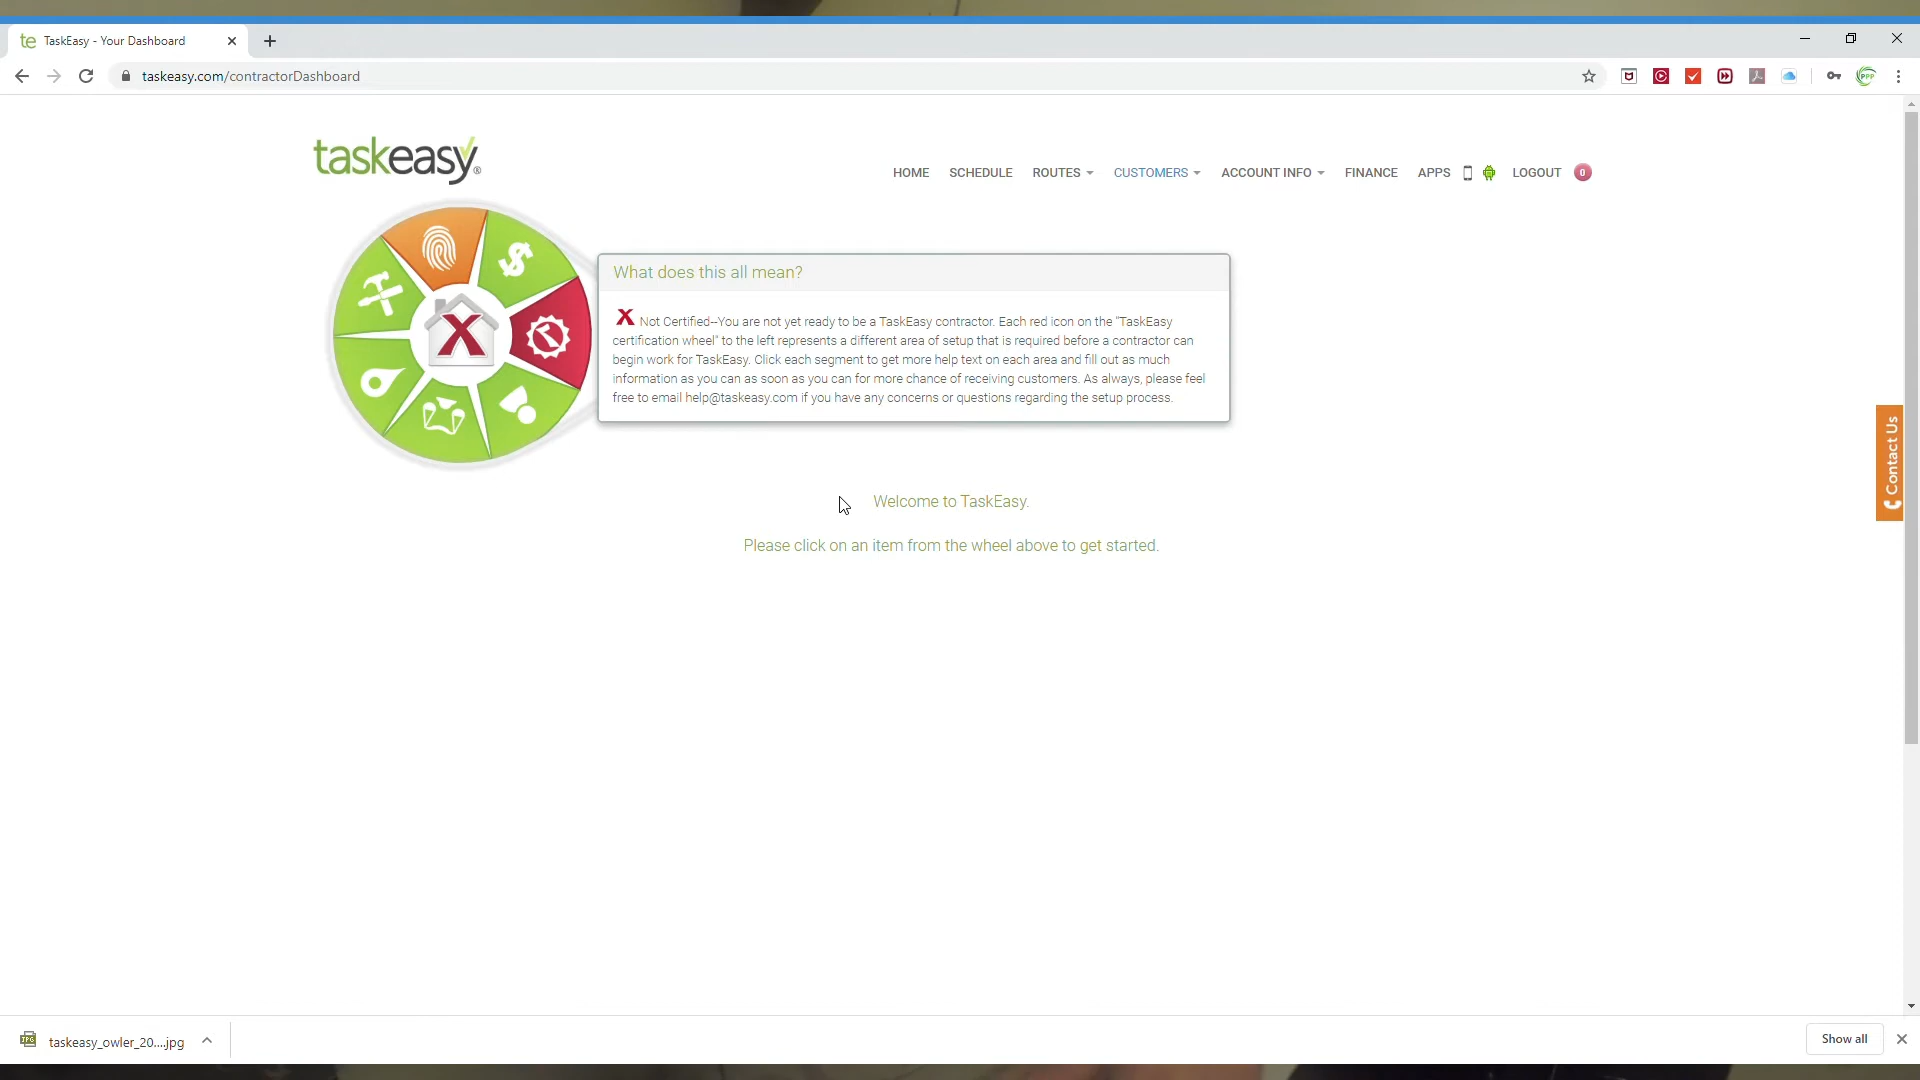 te TaskEasy - Your Dashboard
taskeasy.com/contractorDashboard
PPP
taskeasy®
HOME SCHEDULE ROUTES CUSTOMERS ACCOUNT INFO FINANCE APPS LOGOUT 0
What does this all mean?
X Not Certified--You are not yet ready to be a TaskEasy contractor. Each red icon on the "TaskEasy
certification wheel" to the left represents a different area of setup that is required before a contractor can
begin work for TaskEasy. Click each segment to get more help text on each area and fill out as much
information as you can as soon as you can for more chance of receiving customers. As always, please feel
free to email help@taskeasy.com if you have any concerns or questions regarding the setup process.
Contact Us
Welcome to TaskEasy.
Please click on an item from the wheel above to get started.
JPG taskeasy_owler_20....jpg
Show all